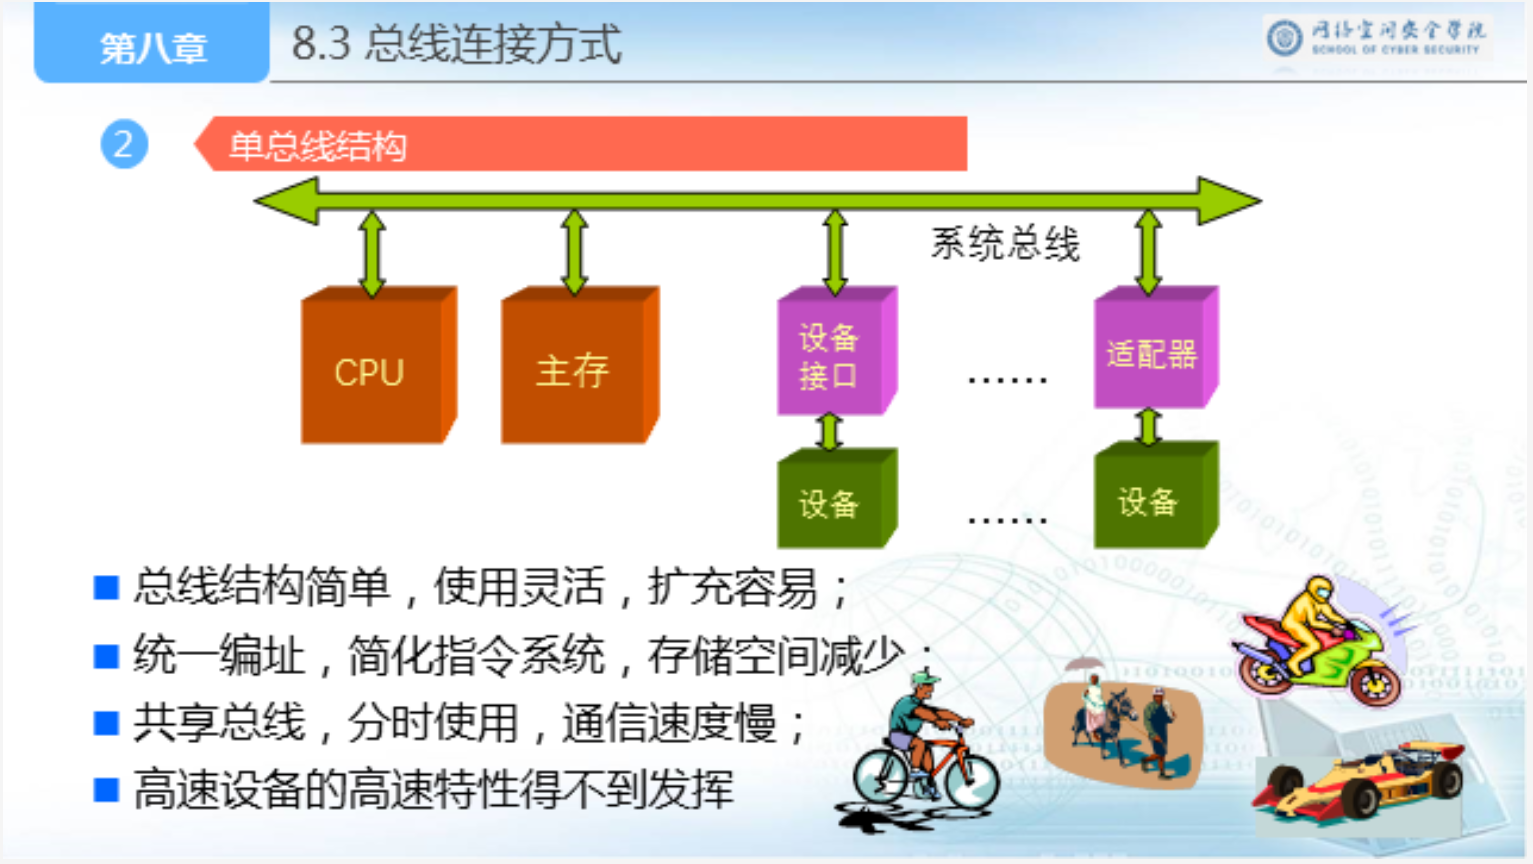 第八章
8.3 总线连接方式
网络空间安全学院
SCHOOL OF CYBER SECURITY
2
单总线结构
系统总线
CPU
主存
设备
接口
……
适配器
设备
……
设备
总线结构简单，使用灵活，扩充容易；
统一编址，简化指令系统，存储空间减少；
共享总线，分时使用，通信速度慢；
高速设备的高速特性得不到发挥